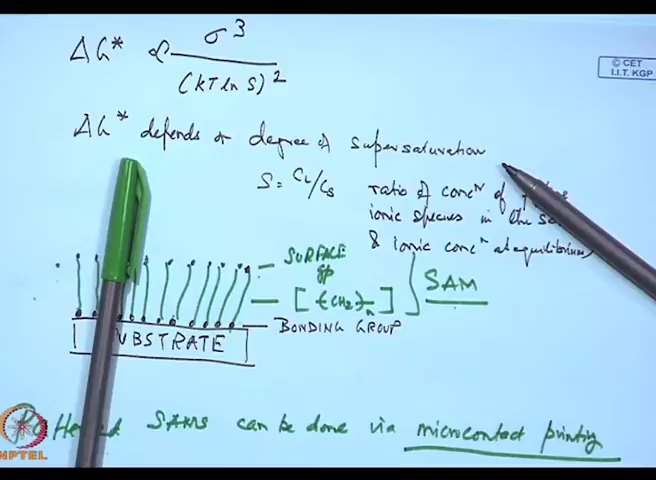 ΔG* ∝ σ³/(kT ln S)²
© CET
I.I.T. KGP
ΔG* depends on degree of supersaturation
S = CL/CS ratio of concⁿ of
ionic species in the
& ionic concⁿ at equilibrium
SURFACE
gp
[-(CH2)n-] SAM
BONDING GROUP
SUBSTRATE
SAMS can be done via microcontact printing
NPTEL